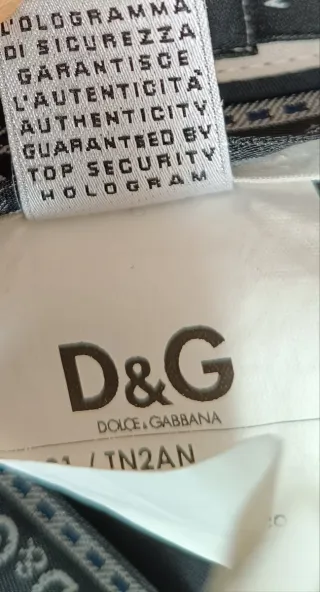 L'OLOGRAMMA
DI SICUREZZA
GARANTISCE
L'AUTENTICITÀ
AUTHENTICITY
GUARANTEED BY
TOP SECURITY
HOLOGRAM
D&G
DOLCE & GABBANA
/ TN2AN
D&G